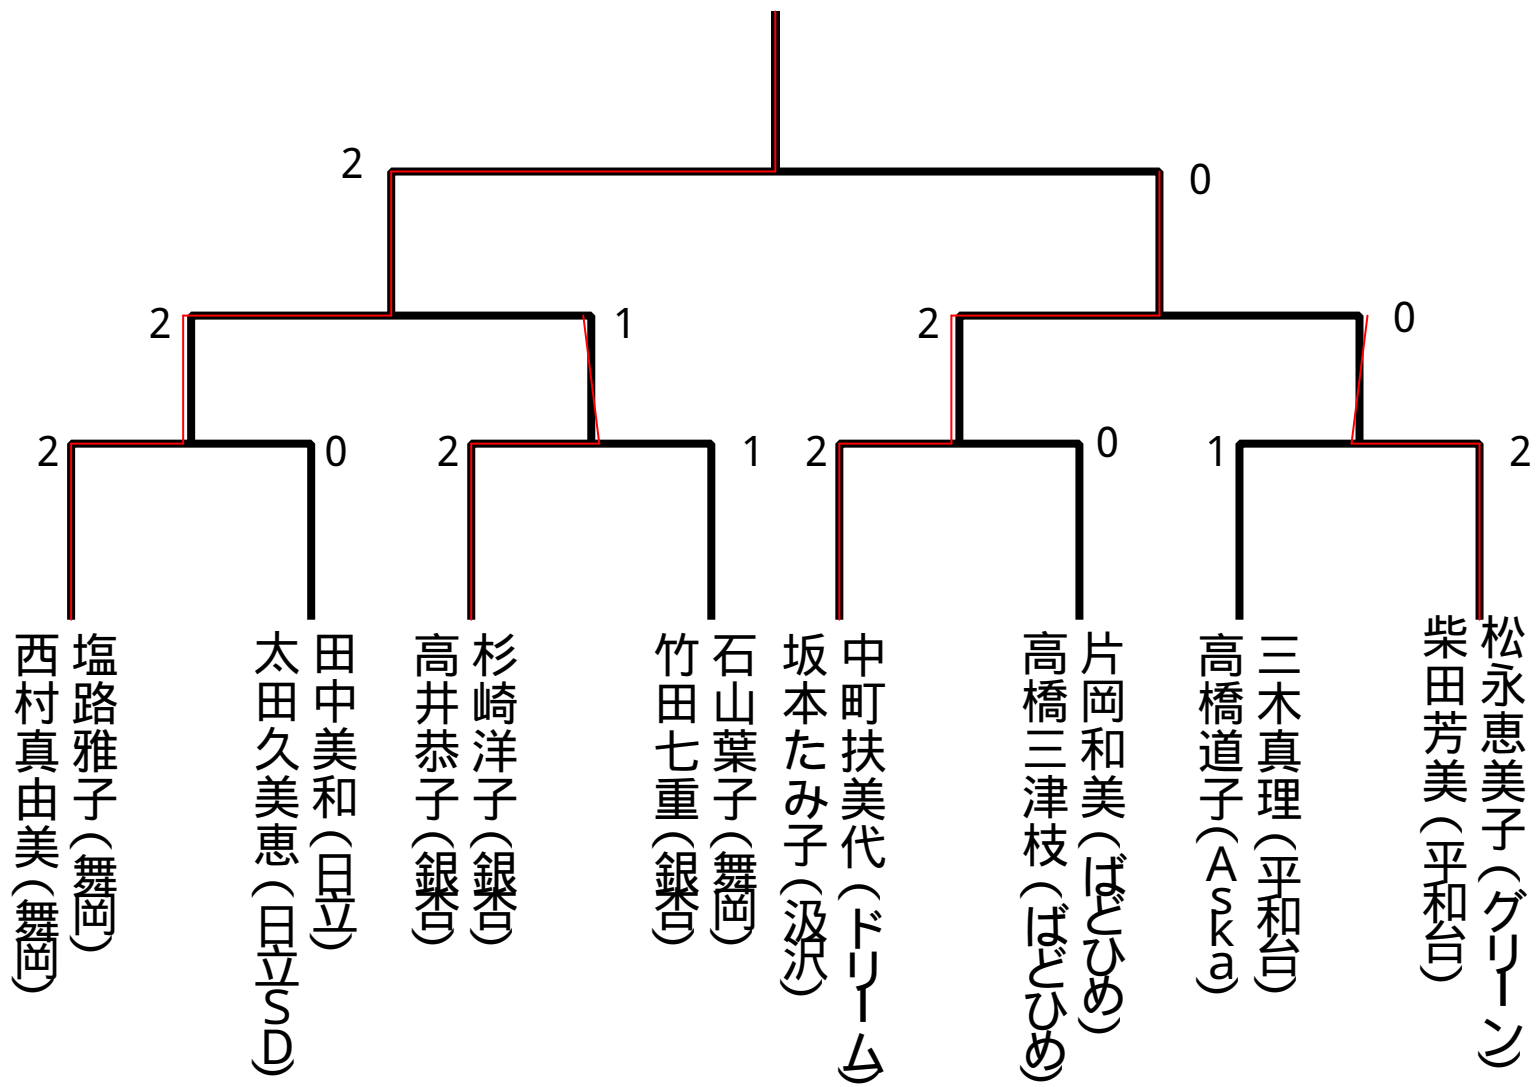 2
0
2
1
2
0
2
0
2
1
2
0
1
2
塩路雅子(舞岡)
西村真由美(舞岡)
田中美和(日立)
太田久美恵(日立SD)
杉崎洋子(銀杏)
高井恭子(銀杏)
石山葉子(舞岡)
竹田七重(銀杏)
中町扶美代(ドリーム)
坂本たみ子(汲沢)
片岡和美(ばどひめ)
高橋三津枝(ばどひめ)
三木真理(平和台)
高橋道子(Aska)
松永恵美子(グリーン)
柴田芳美(平和台)